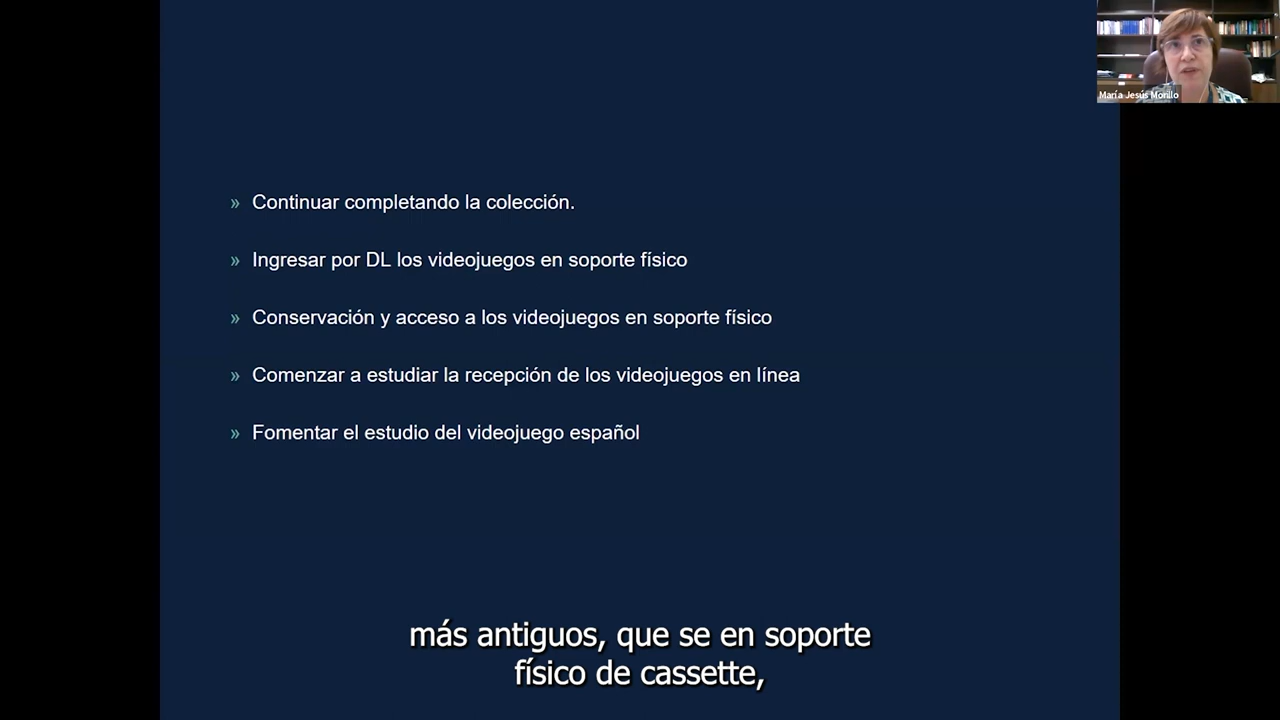 María Jesús Morillo
» Continuar completando la colección.
» Ingresar por DL los videojuegos en soporte físico
» Conservación y acceso a los videojuegos en soporte físico
» Comenzar a estudiar la recepción de los videojuegos en línea
» Fomentar el estudio del videojuego español
más antiguos, que se en soporte
físico de cassette,